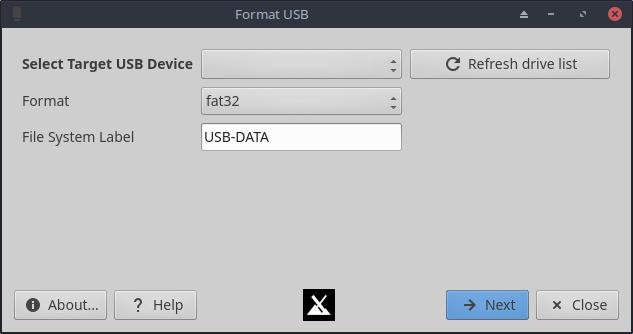 Format USB
Select Target USB Device
Refresh drive list
Format
fat32
File System Label
USB-DATA
About...
Help
Next
Close